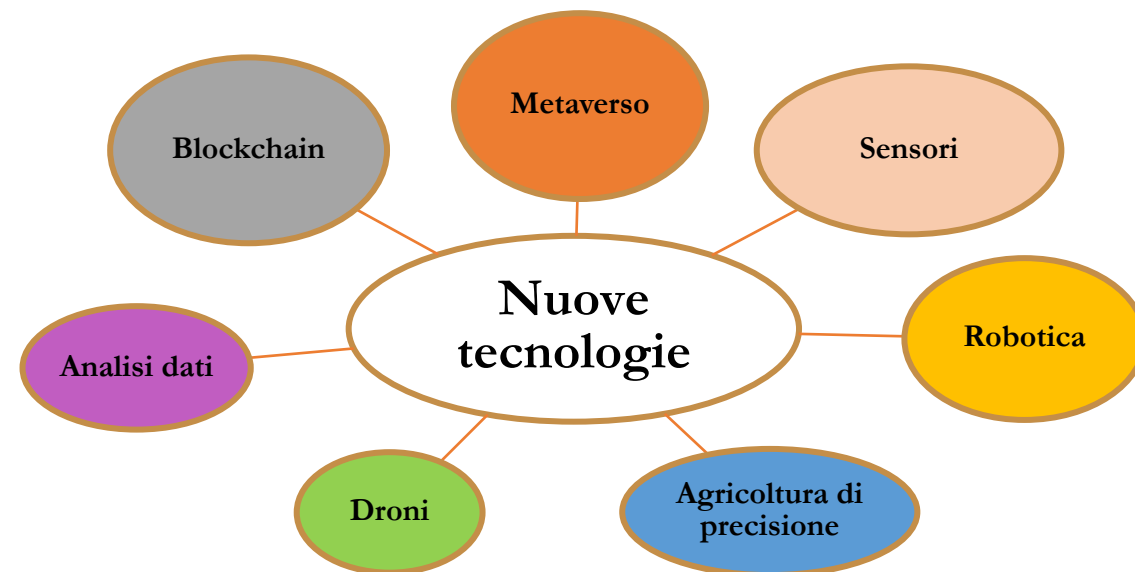 Metaverso
Blockchain
Sensori
Nuove
tecnologie
Robotica
Analisi dati
Agricoltura di
precisione
Droni